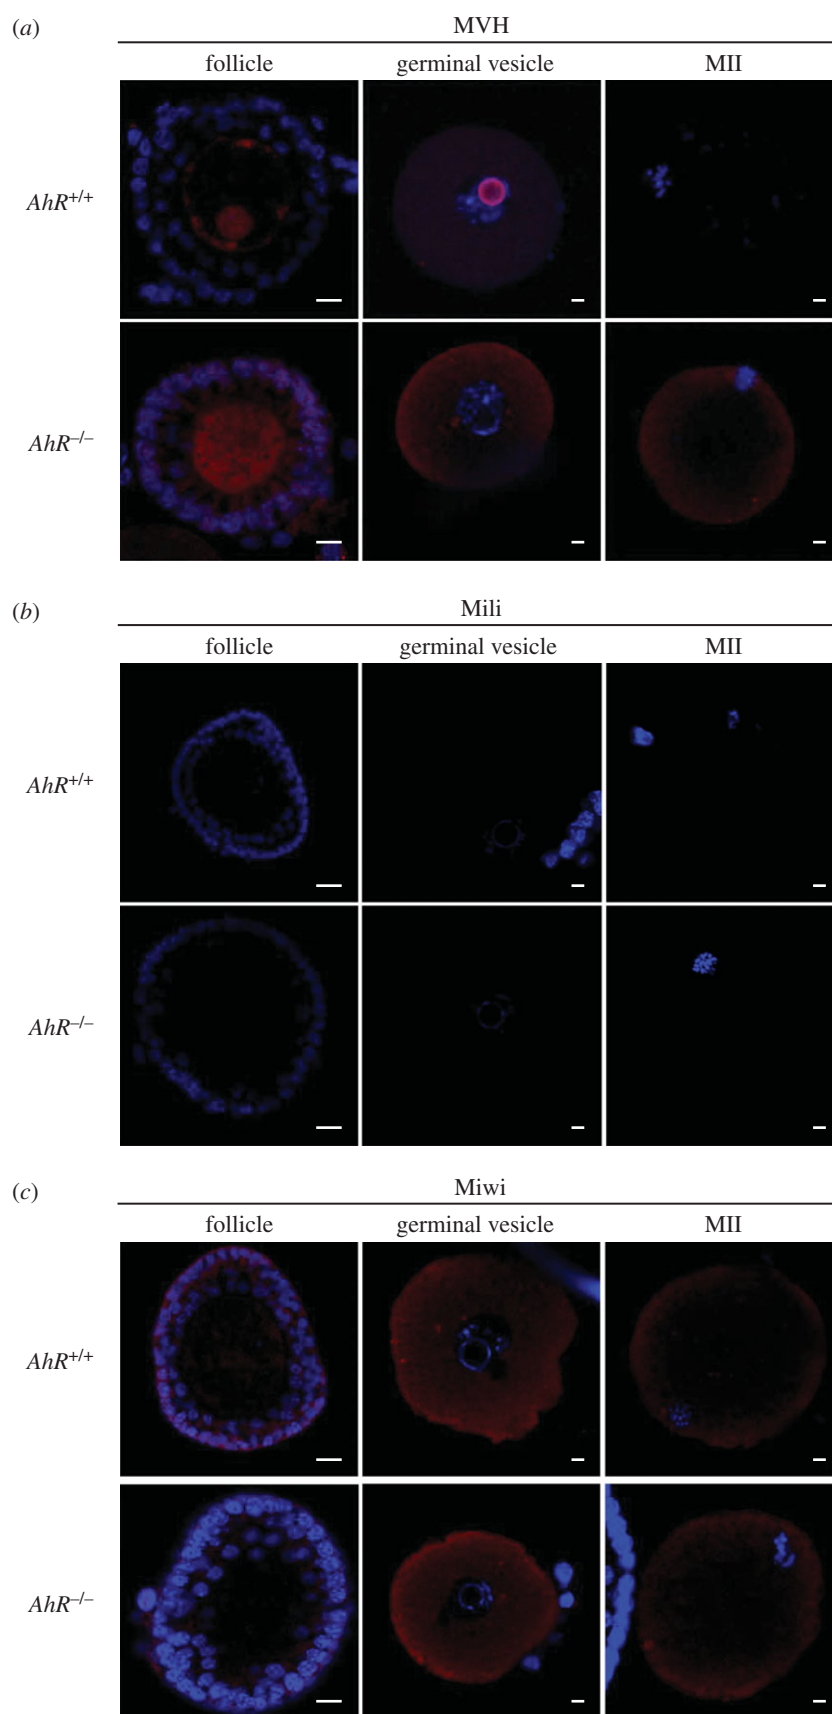 (a) MVH
follicle germinal vesicle MII
AhR+/+
AhR–/–
(b) Mili
follicle germinal vesicle MII
AhR+/+
AhR–/–
(c) Miwi
follicle germinal vesicle MII
AhR+/+
AhR–/–